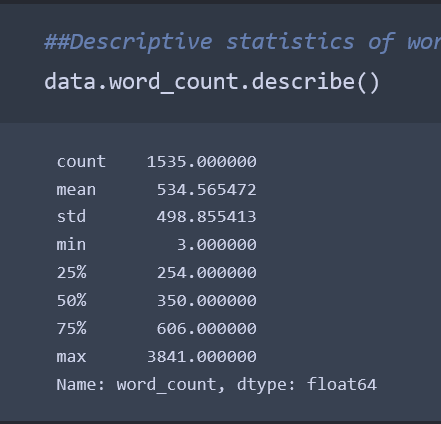 ##Descriptive statistics of
data.word_count.describe()
count 1535.000000
mean 534.565472
std 498.855413
min 3.000000
25% 254.000000
50% 350.000000
75% 606.000000
max 3841.000000
Name: word_count, dtype: float64